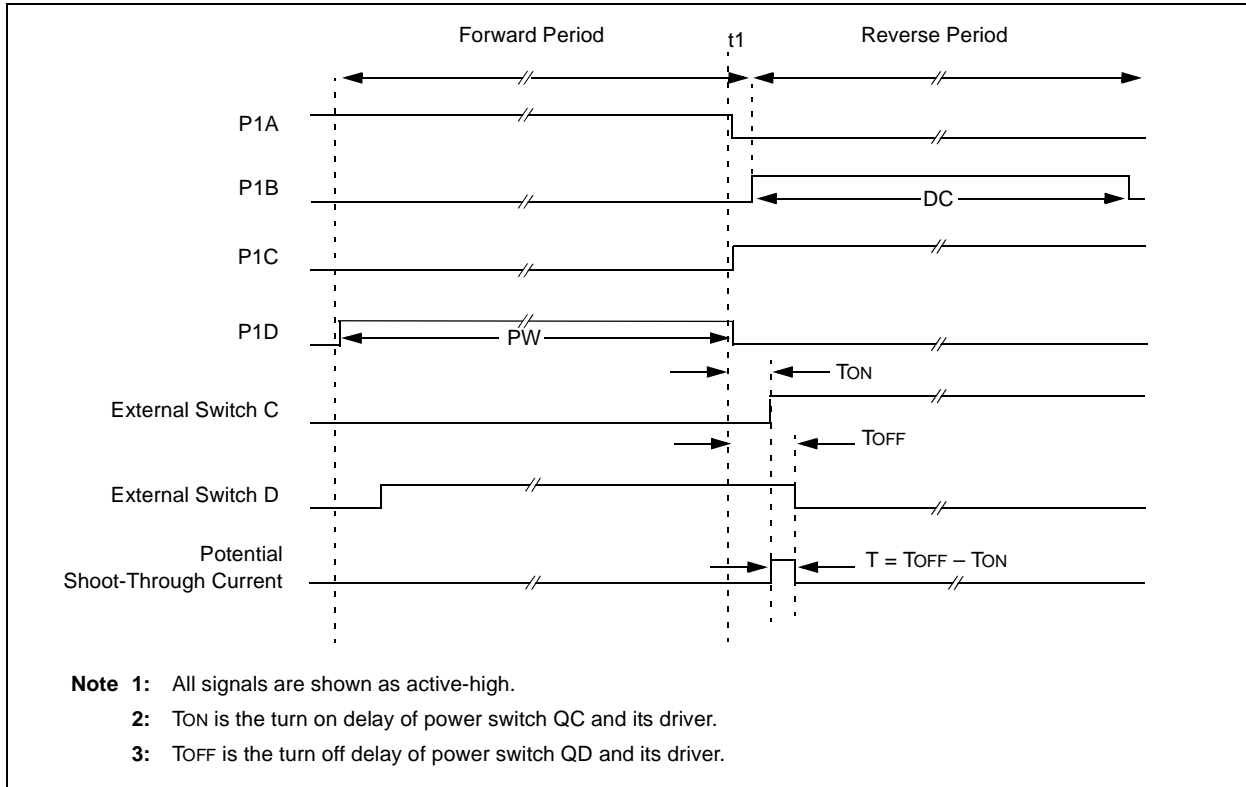 Forward Period
t1
Reverse Period
P1A
P1B
DC
P1C
P1D
PW
TON
External Switch C
TOFF
External Switch D
Potential
Shoot-Through Current
T = TOFF – TON
Note 1: All signals are shown as active-high.
2: TON is the turn on delay of power switch QC and its driver.
3: TOFF is the turn off delay of power switch QD and its driver.